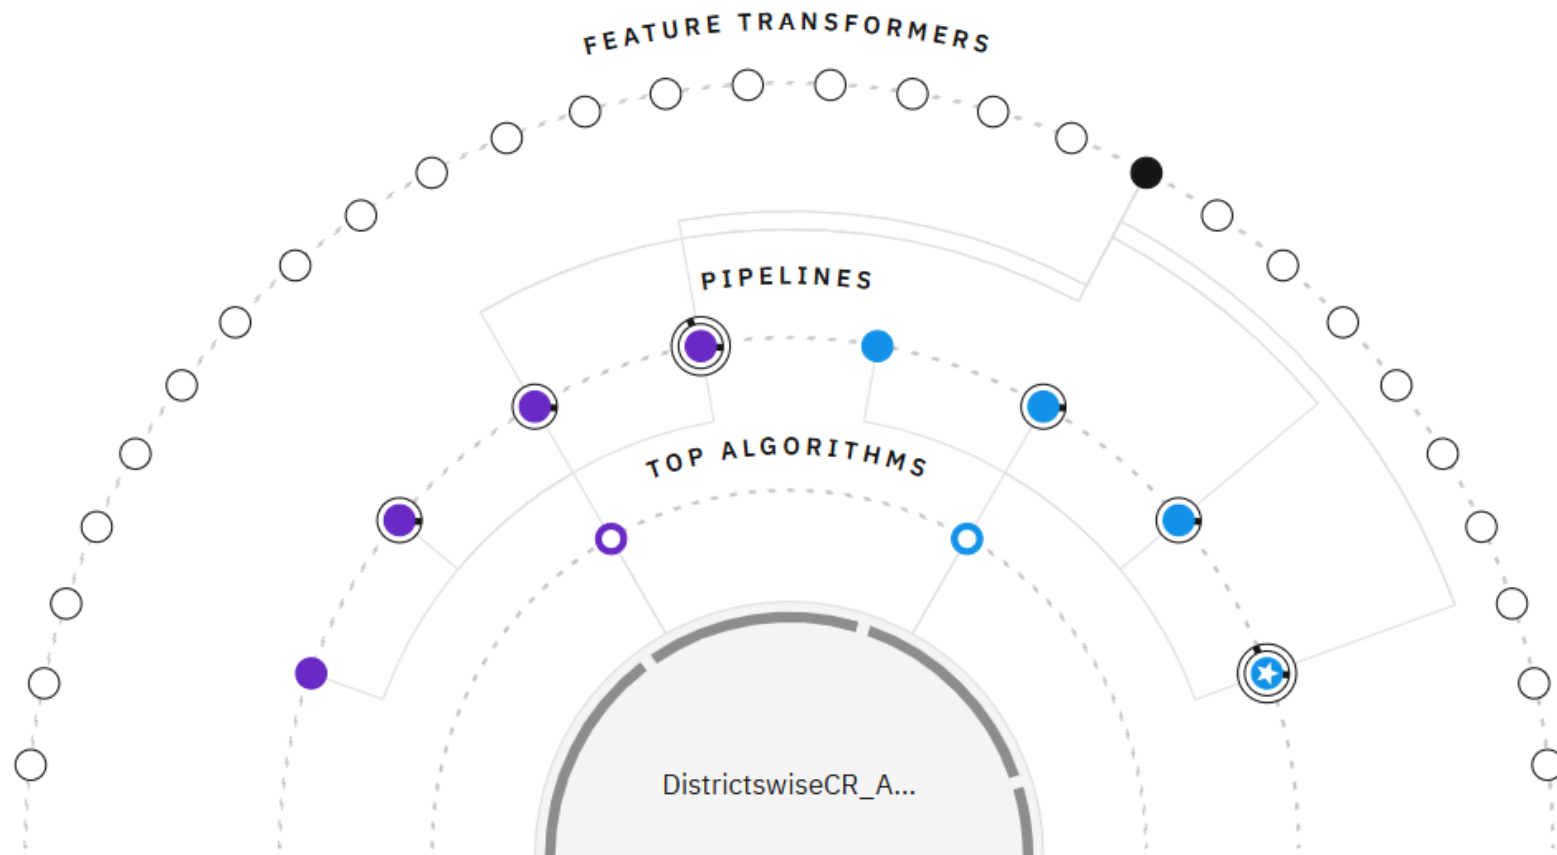 FEATURE TRANSFORMERS
PIPELINES
TOP ALGORITHMS
DistrictswiseCR_A...